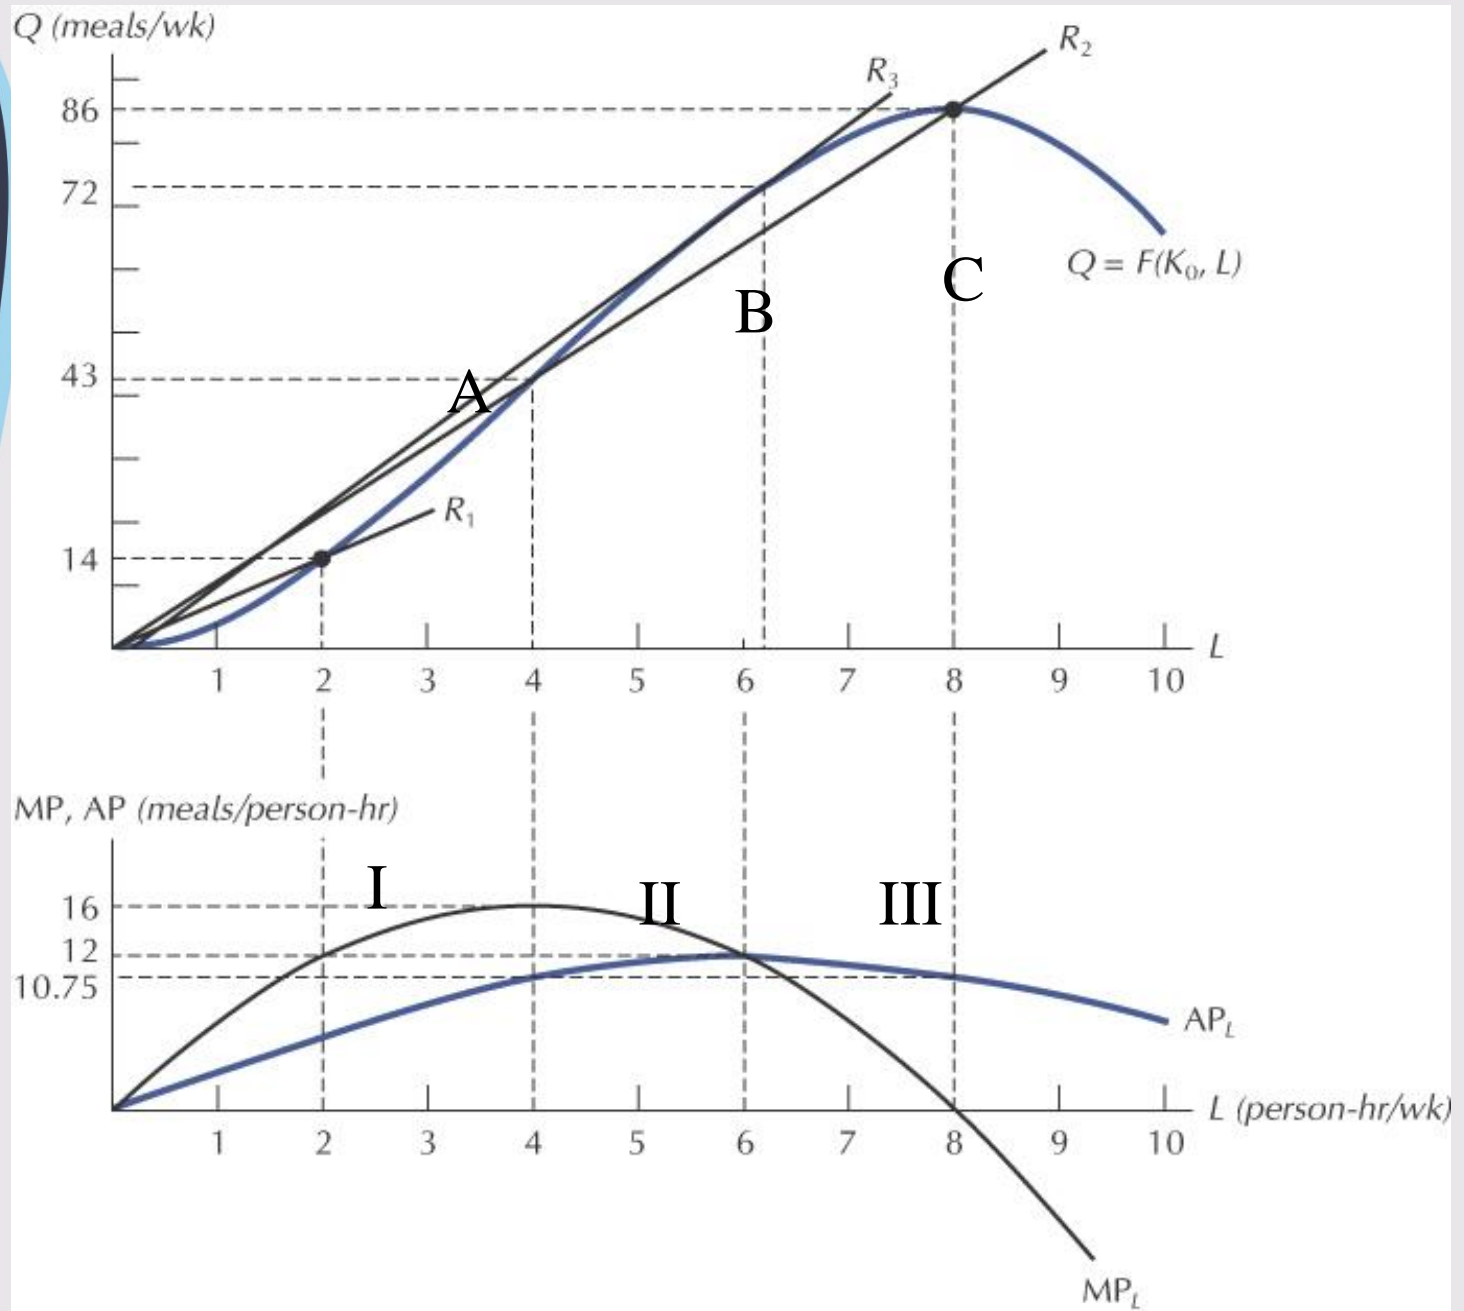 Q (meals/wk)
R₂
R₃
86
72
Q = F(K₀, L)
C
B
43
A
R₁
14
L
1 2 3 4 5 6 7 8 9 10
MP, AP (meals/person-hr)
I II III
16
12
10.75
APL
L (person-hr/wk)
1 2 3 4 5 6 7 8 9 10
MPL